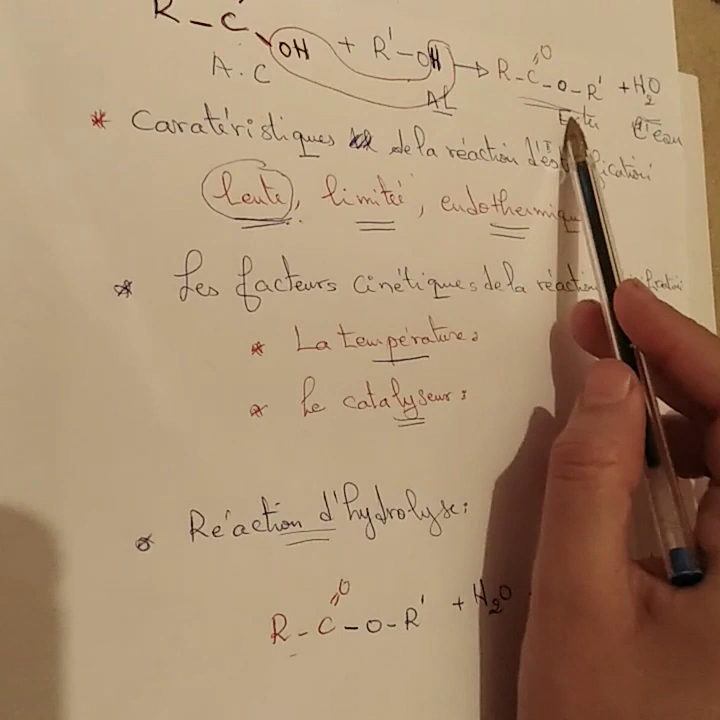 R – C OH + R' – OH → R – C – O – R' + H2O
O
A.C AL Ester l'eau
* Caratéristiques de la réaction d'estérification
lente, limitée, endothermique
* Les facteurs cinétiques de la réaction
* La température :
* Le catalyseur :
Réaction d'hydrolyse :
O
R – C – O – R' + H2O